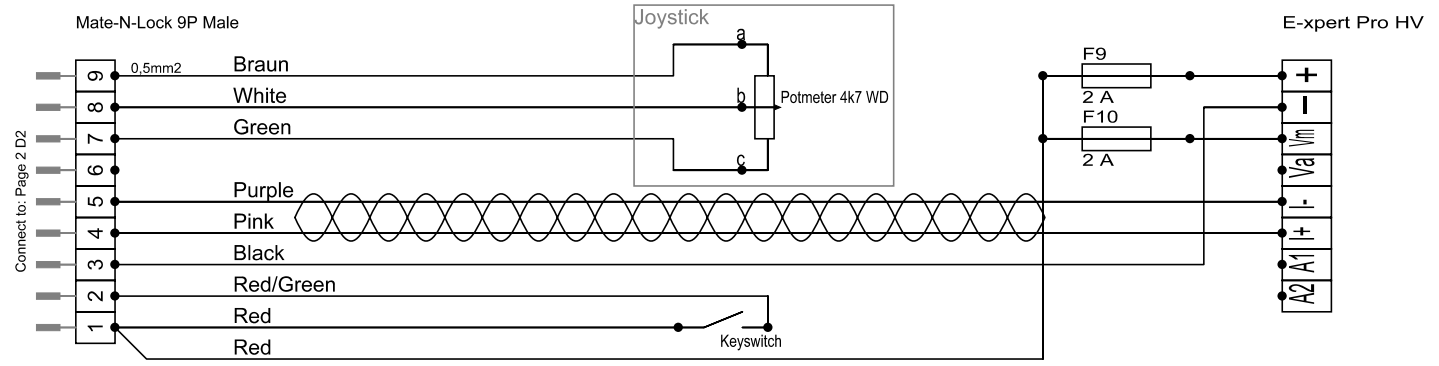 Mate-N-Lock 9P Male
Joystick
E-xpert Pro HV
a
F9
9
0,5mm2
Braun
+
2 A
8
White
b
Potmeter 4k7 WD
−
F10
7
Green
Vm
2 A
6
c
Va
5
Purple
I-
4
Pink
I+
3
Black
A1
2
Red/Green
A2
1
Red
Keyswitch
Red
Connect to: Page 2 D2